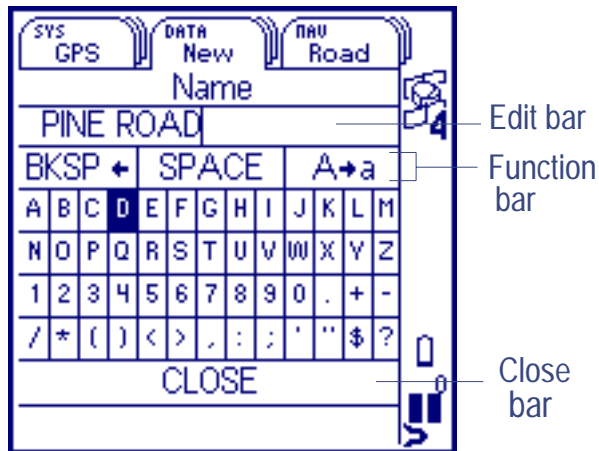 SYS DATA NAV
GPS New Road
Name
PINE ROAD
4
Edit bar
BKSP ← SPACE A→a
Function
bar
A B C D E F G H I J K L M
N O P Q R S T U V W X Y Z
1 2 3 4 5 6 7 8 9 0 . + -
/ * ( ) < > , : ; ' " $ ?
CLOSE
0
Close
bar